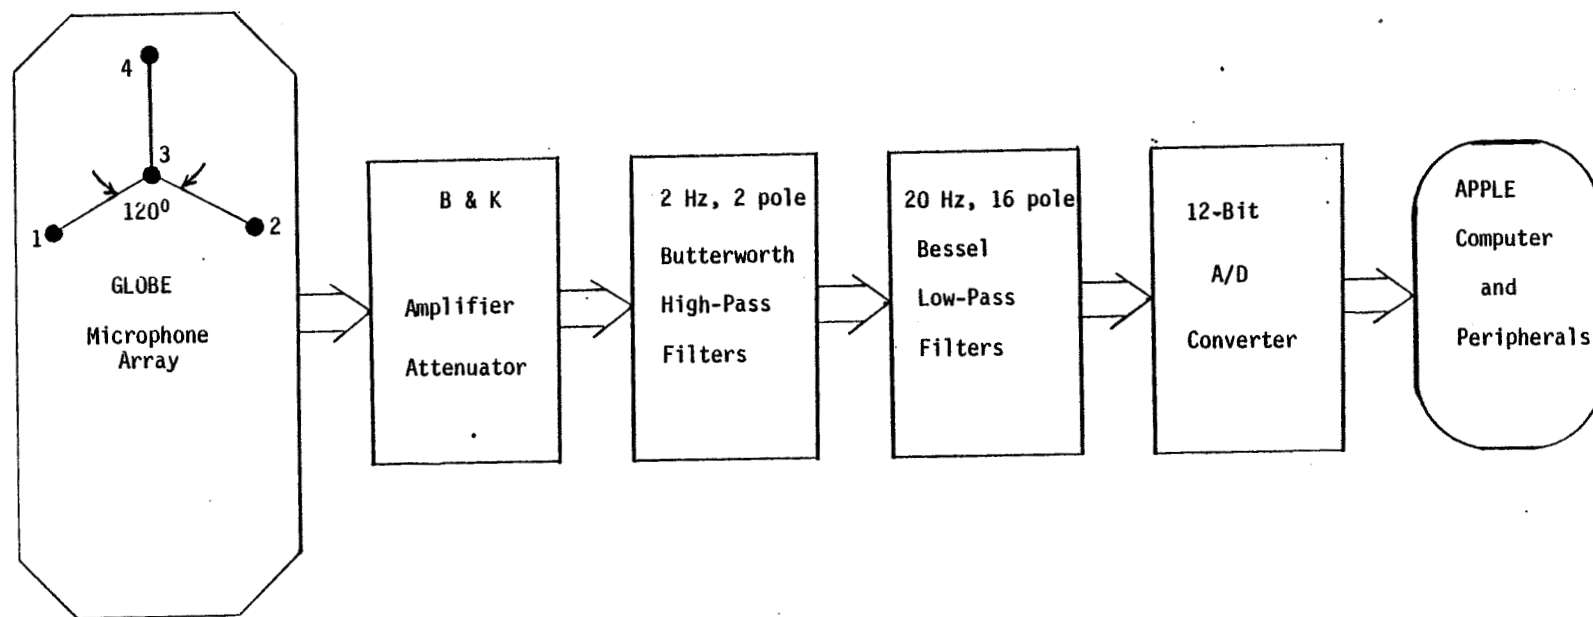 4
3
120⁰
1
2
GLOBE
Microphone
Array
B & K
Amplifier
Attenuator
2 Hz, 2 pole
Butterworth
High-Pass
Filters
20 Hz, 16 pole
Bessel
Low-Pass
Filters
12-Bit
A/D
Converter
APPLE
Computer
and
Peripherals